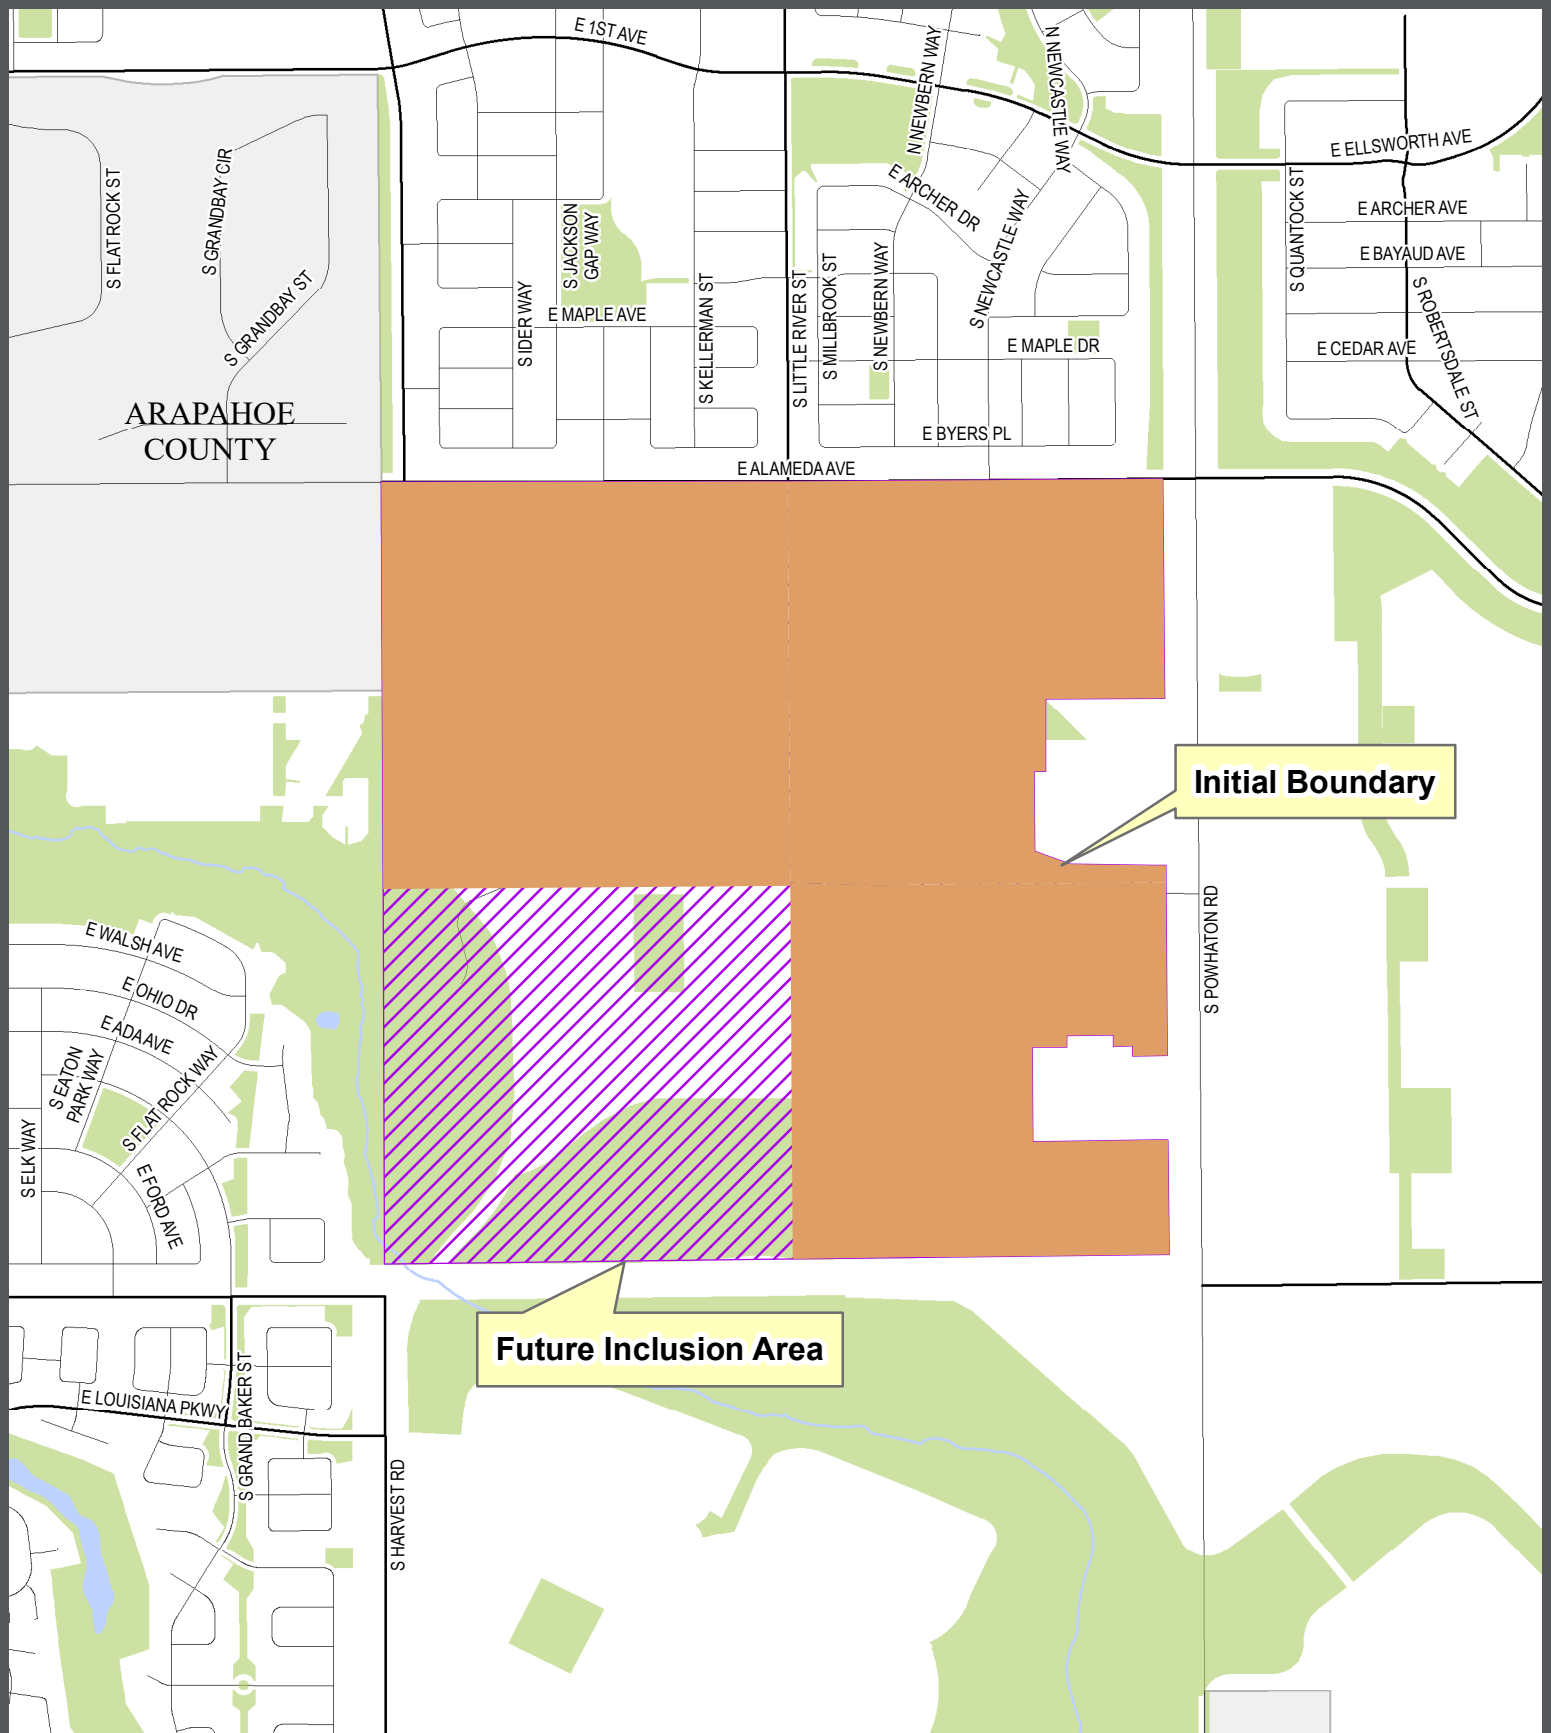 E 1ST AVE
N NEWBERN WAY
N NEWCASTLE WAY
E ELLSWORTH AVE
S FLAT ROCK ST
S GRANDBAY CIR
S GRANDBAY ST
S JACKSON
GAP WAY
E ARCHER DR
S NEWCASTLE WAY
S QUANTOCK ST
E ARCHER AVE
E BAYAUD AVE
S IDER WAY
E MAPLE AVE
S KELLERMAN ST
S LITTLE RIVER ST
S MILLBROOK ST
S NEWBERN WAY
E MAPLE DR
E CEDAR AVE
S ROBERTSDALE ST
ARAPAHOE
COUNTY
E BYERS PL
E ALAMEDA AVE
Initial Boundary
S POWHATON RD
E WALSH AVE
E OHIO DR
E ADA AVE
S EATON
PARK WAY
S FLAT ROCK WAY
S ELK WAY
E FORD AVE
Future Inclusion Area
E LOUISIANA PKWY
S GRAND BAKER ST
S HARVEST RD